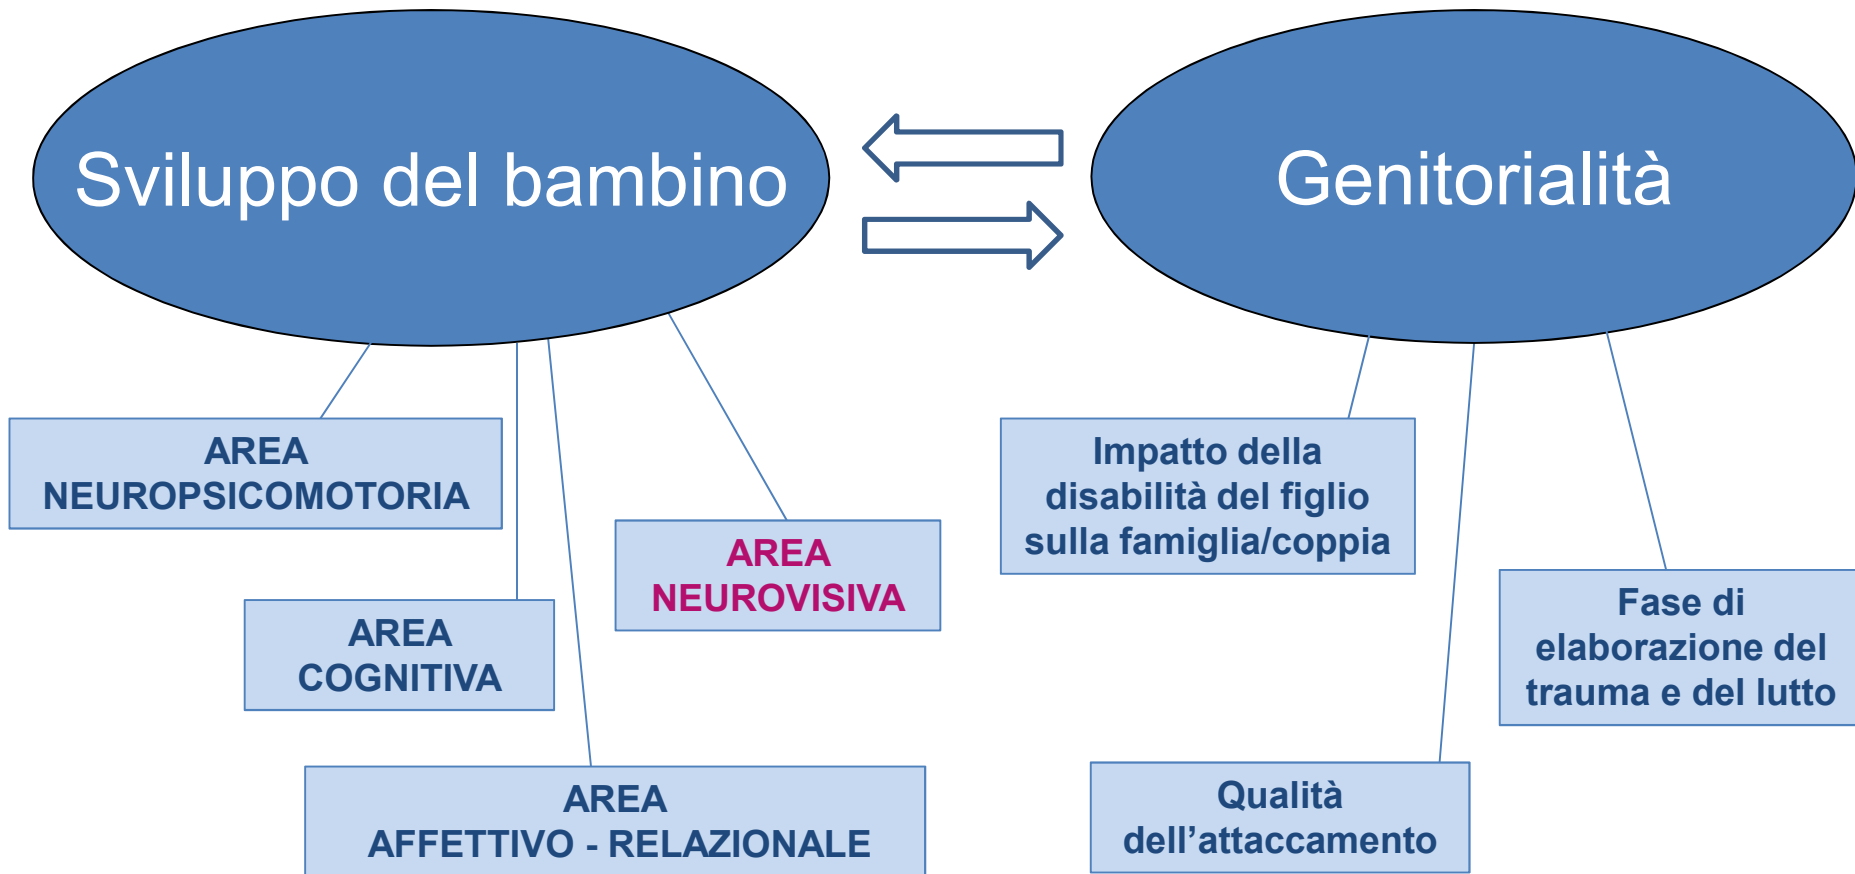 Sviluppo del bambino
Genitorialità
AREA
NEUROPSICOMOTORIA
AREA
COGNITIVA
AREA
AFFETTIVO - RELAZIONALE
AREA
NEUROVISIVA
Impatto della
disabilità del figlio
sulla famiglia/coppia
Qualità
dell’attaccamento
Fase di
elaborazione del
trauma e del lutto